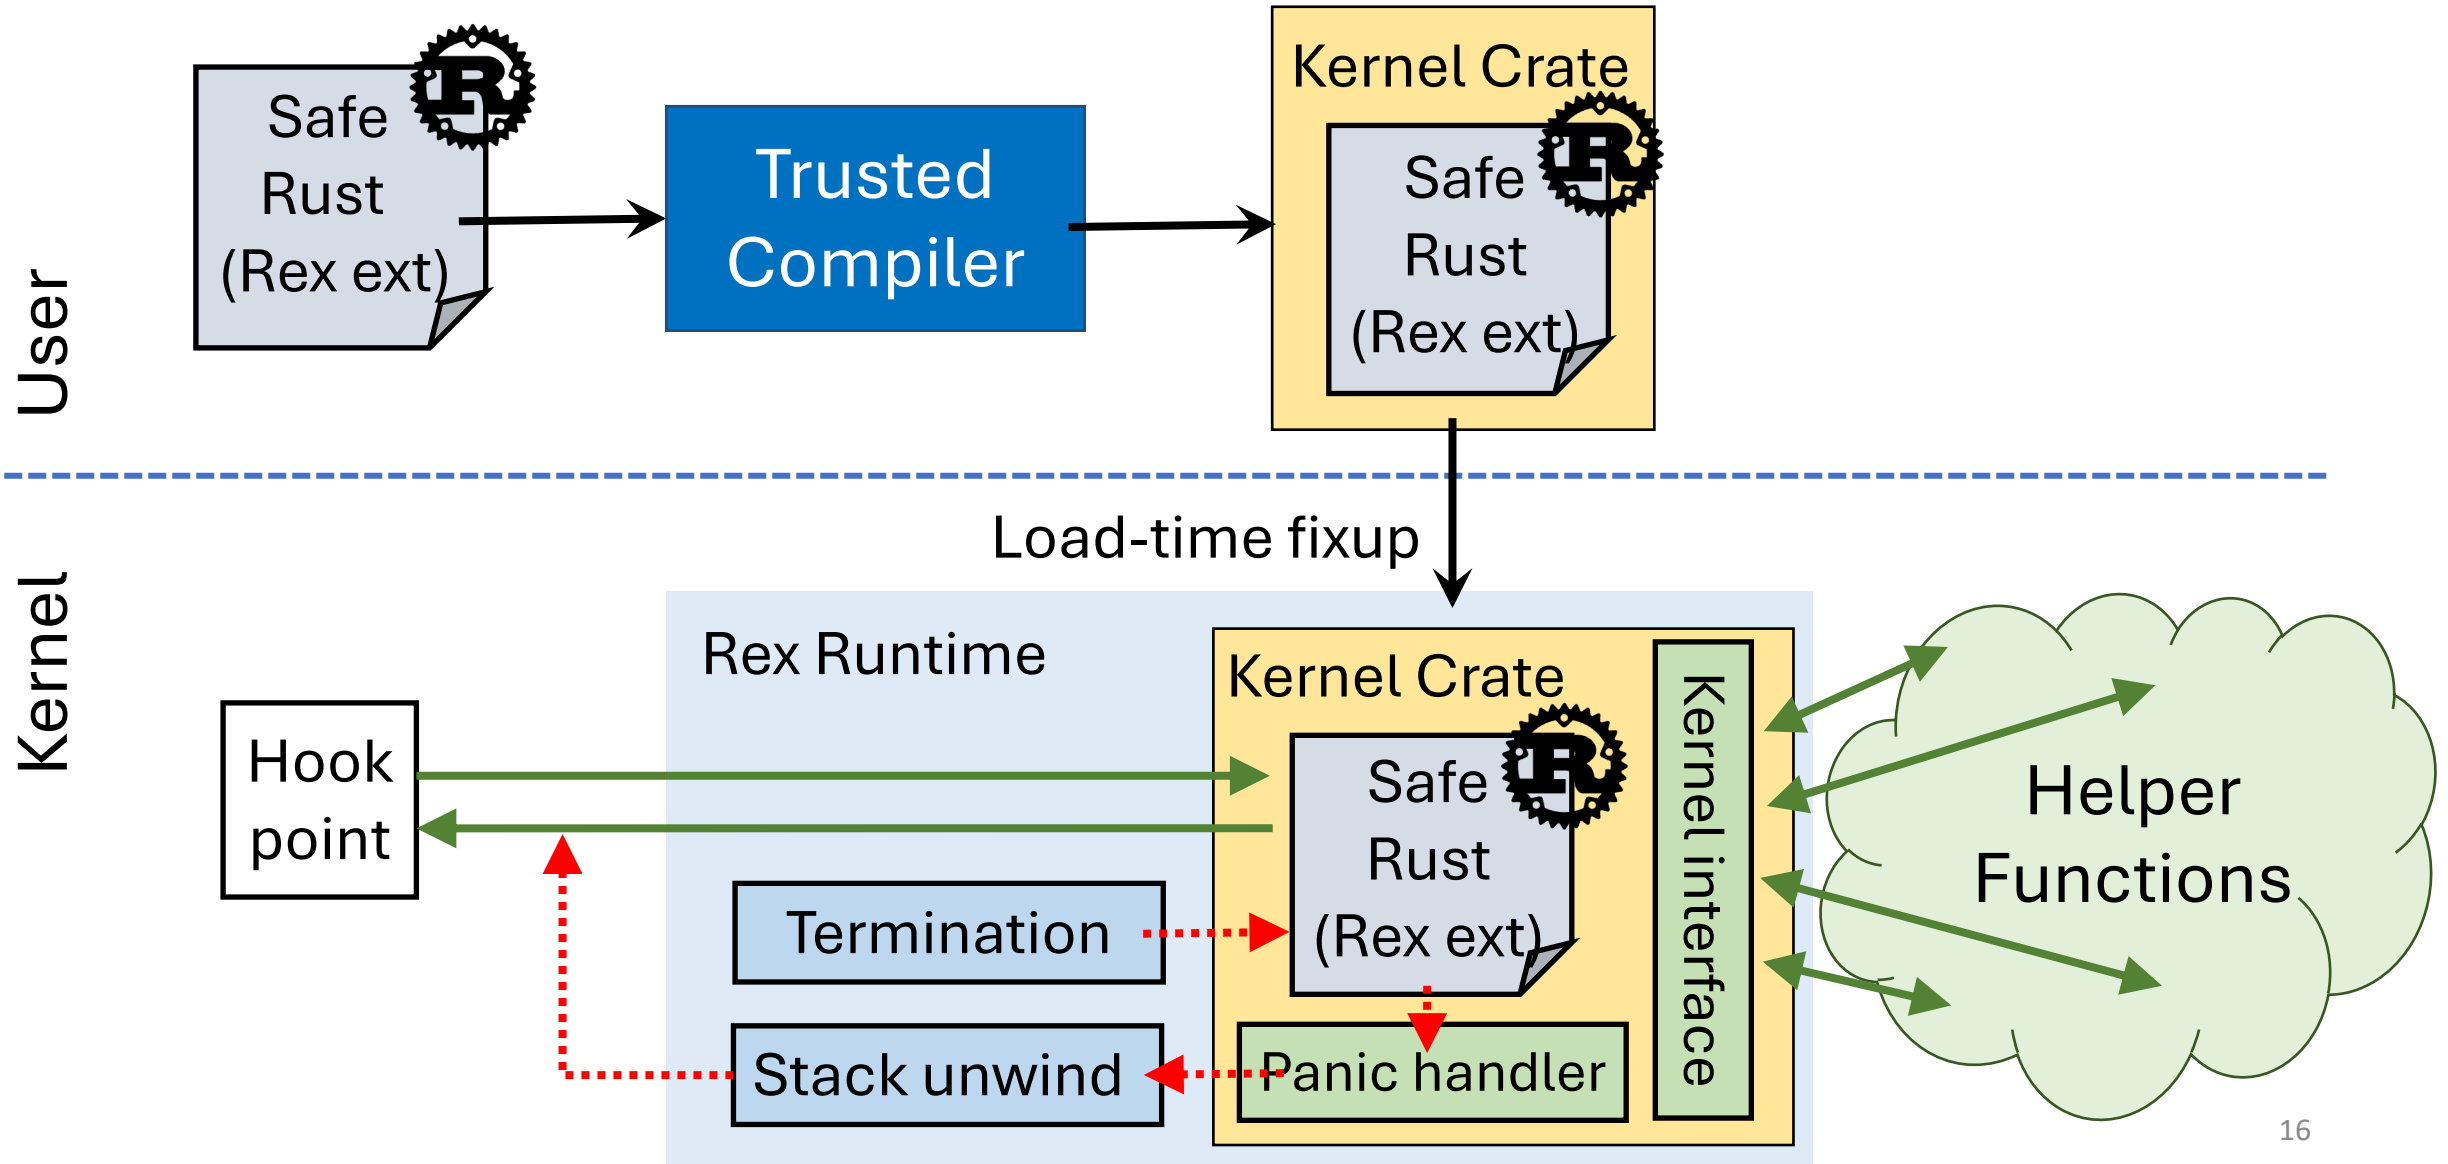 User
Safe
Rust
(Rex ext)
Trusted
Compiler
Kernel Crate
Safe
Rust
(Rex ext)
Load-time fixup
Kernel
Hook
point
Rex Runtime
Termination
Stack unwind
Kernel Crate
Safe
Rust
(Rex ext)
Panic handler
Kernel interface
Helper
Functions
16